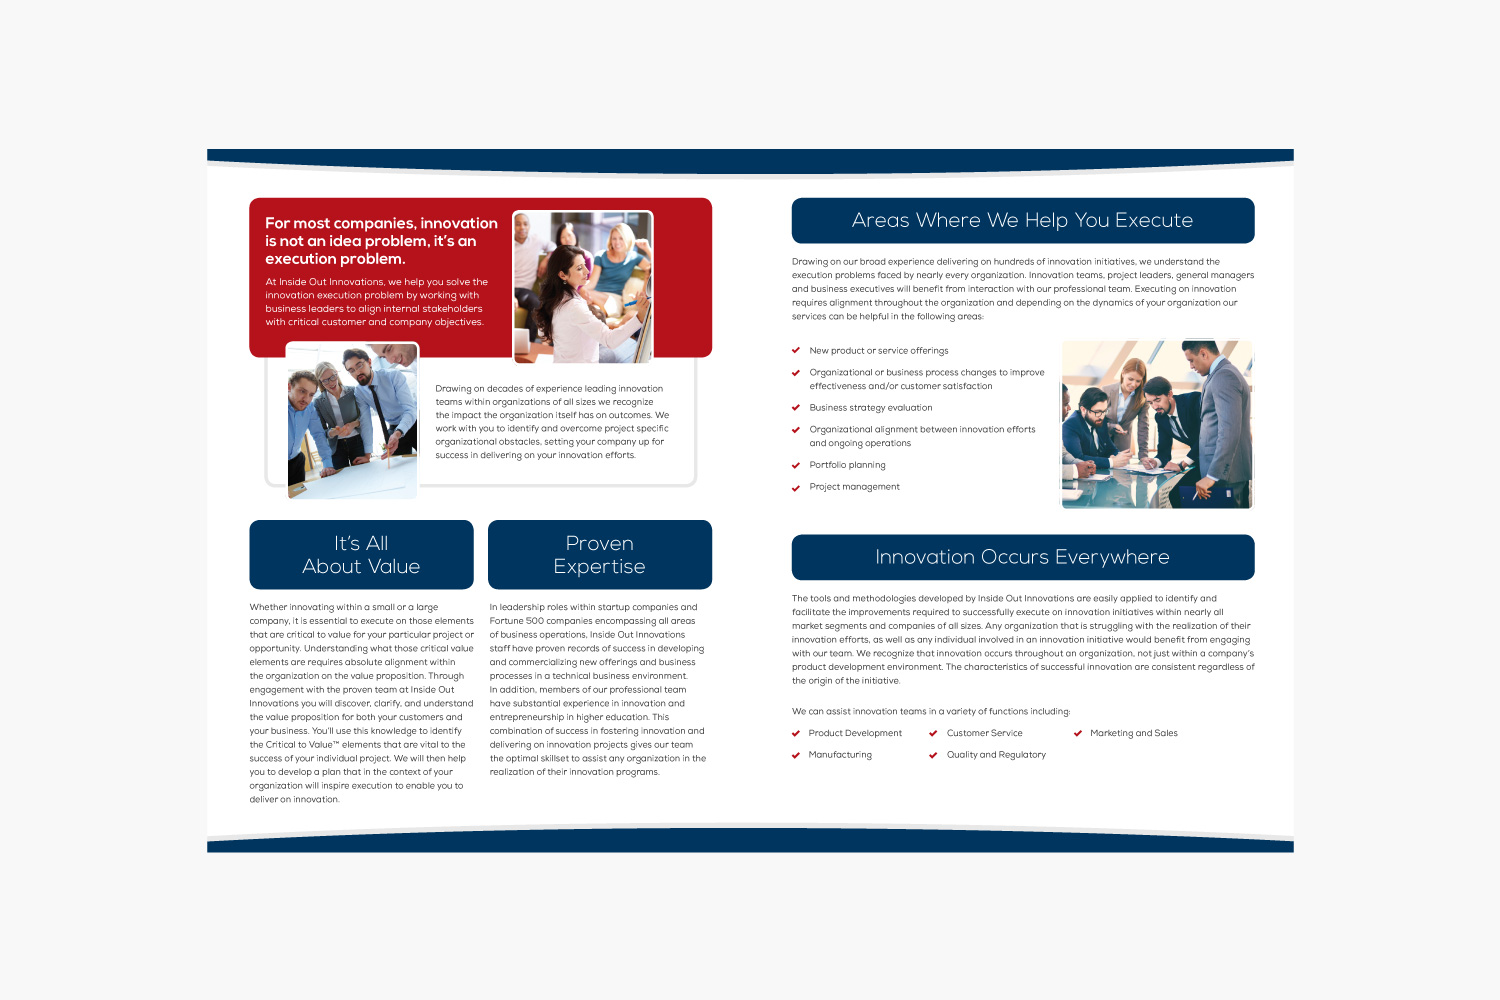 For most companies, innovation
is not an idea problem, it's an
execution problem.
At Inside Out Innovations, we help you solve the
innovation execution problem by working with
business leaders to align internal stakeholders
with critical customer and company objectives.
Drawing on decades of experience leading innovation
teams within organizations of all sizes we recognize
the impact the organization itself has on outcomes. We
work with you to identify and overcome project specific
organizational obstacles, setting your company up for
success in delivering on your innovation efforts.
It's All
About Value
Whether innovating within a small or a large
company, it is essential to execute on those elements
that are critical to value for your particular project or
opportunity. Understanding what those critical value
elements are requires absolute alignment within
the organization on the value proposition. Through
engagement with the proven team at Inside Out
Innovations you will discover, clarify, and understand
the value proposition for both your customers and
your business. You'll use this knowledge to identify
the Critical to Value™ elements that are vital to the
success of your individual project. We will then help
you to develop a plan that in the context of your
organization will inspire execution to enable you to
deliver on innovation.
Proven
Expertise
In leadership roles within startup companies and
Fortune 500 companies encompassing all areas
of business operations, Inside Out Innovations
staff have proven records of success in developing
and commercializing new offerings and business
processes in a technical business environment.
In addition, members of our professional team
have substantial experience in innovation and
entrepreneurship in higher education. This
combination of success in fostering innovation and
delivering on innovation projects gives our team
the optimal skillset to assist any organization in the
realization of their innovation programs.
Areas Where We Help You Execute
Drawing on our broad experience delivering on hundreds of innovation initiatives, we understand the
execution problems faced by nearly every organization. Innovation teams, project leaders, general managers
and business executives will benefit from interaction with our professional team. Executing on innovation
requires alignment throughout the organization and depending on the dynamics of your organization our
services can be helpful in the following areas:
New product or service offerings
Organizational or business process changes to improve
effectiveness and/or customer satisfaction
Business strategy evaluation
Organizational alignment between innovation efforts
and ongoing operations
Portfolio planning
Project management
Innovation Occurs Everywhere
The tools and methodologies developed by Inside Out Innovations are easily applied to identify and
facilitate the improvements required to successfully execute on innovation initiatives within nearly all
market segments and companies of all sizes. Any organization that is struggling with the realization of their
innovation efforts, as well as any individual involved in an innovation initiative would benefit from engaging
with our team. We recognize that innovation occurs throughout an organization, not just within a company's
product development environment. The characteristics of successful innovation are consistent regardless of
the origin of the initiative.
We can assist innovation teams in a variety of functions including:
Product Development
Customer Service
Marketing and Sales
Manufacturing
Quality and Regulatory